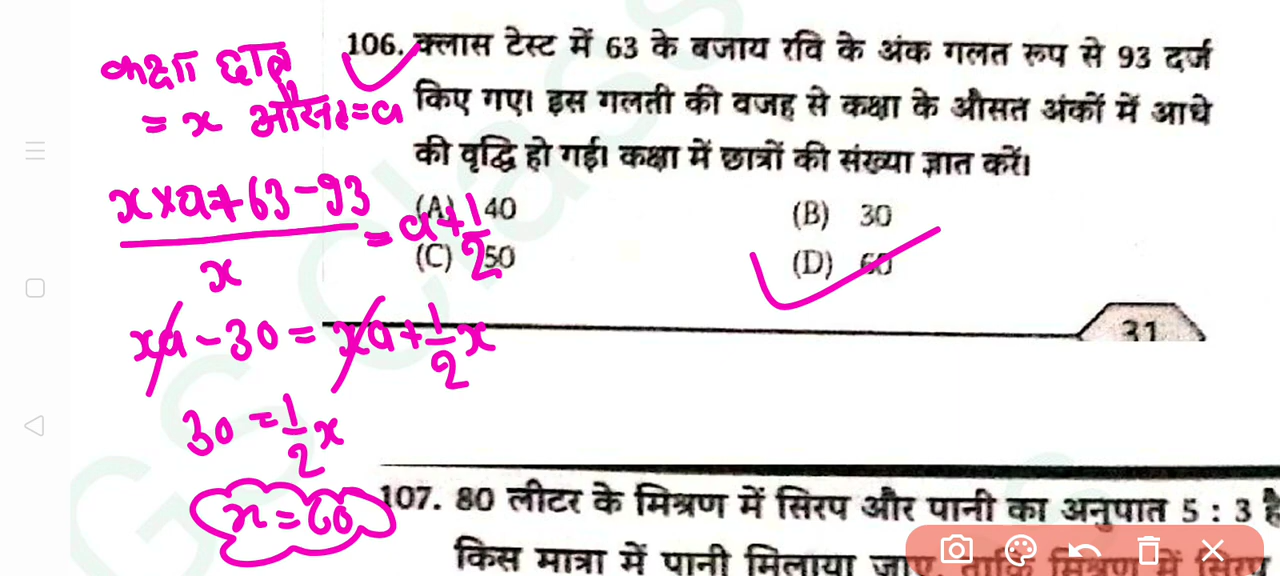 106. क्लास टेस्ट में 63 के बजाय रवि के अंक गलत रूप से 93 दर्ज
किए गए। इस गलती की वजह से कक्षा के औसत अंकों में आधे
की वृद्धि हो गई। कक्षा में छात्रों की संख्या ज्ञात करें।
(A) 40
(B) 30
(C) 50
(D) 60
31
कक्षा छात्र
= x औसत = a
x×a+63-93
x
= a+1/2
xa - 30 = xa + 1/2 x
30 = 1/2 x
x = 60
107. 80 लीटर के मिश्रण में सिरप और पानी का अनुपात 5 : 3 है
किस मात्रा में पानी मिलाया जाए, ताकि मिश्रण में सिरप